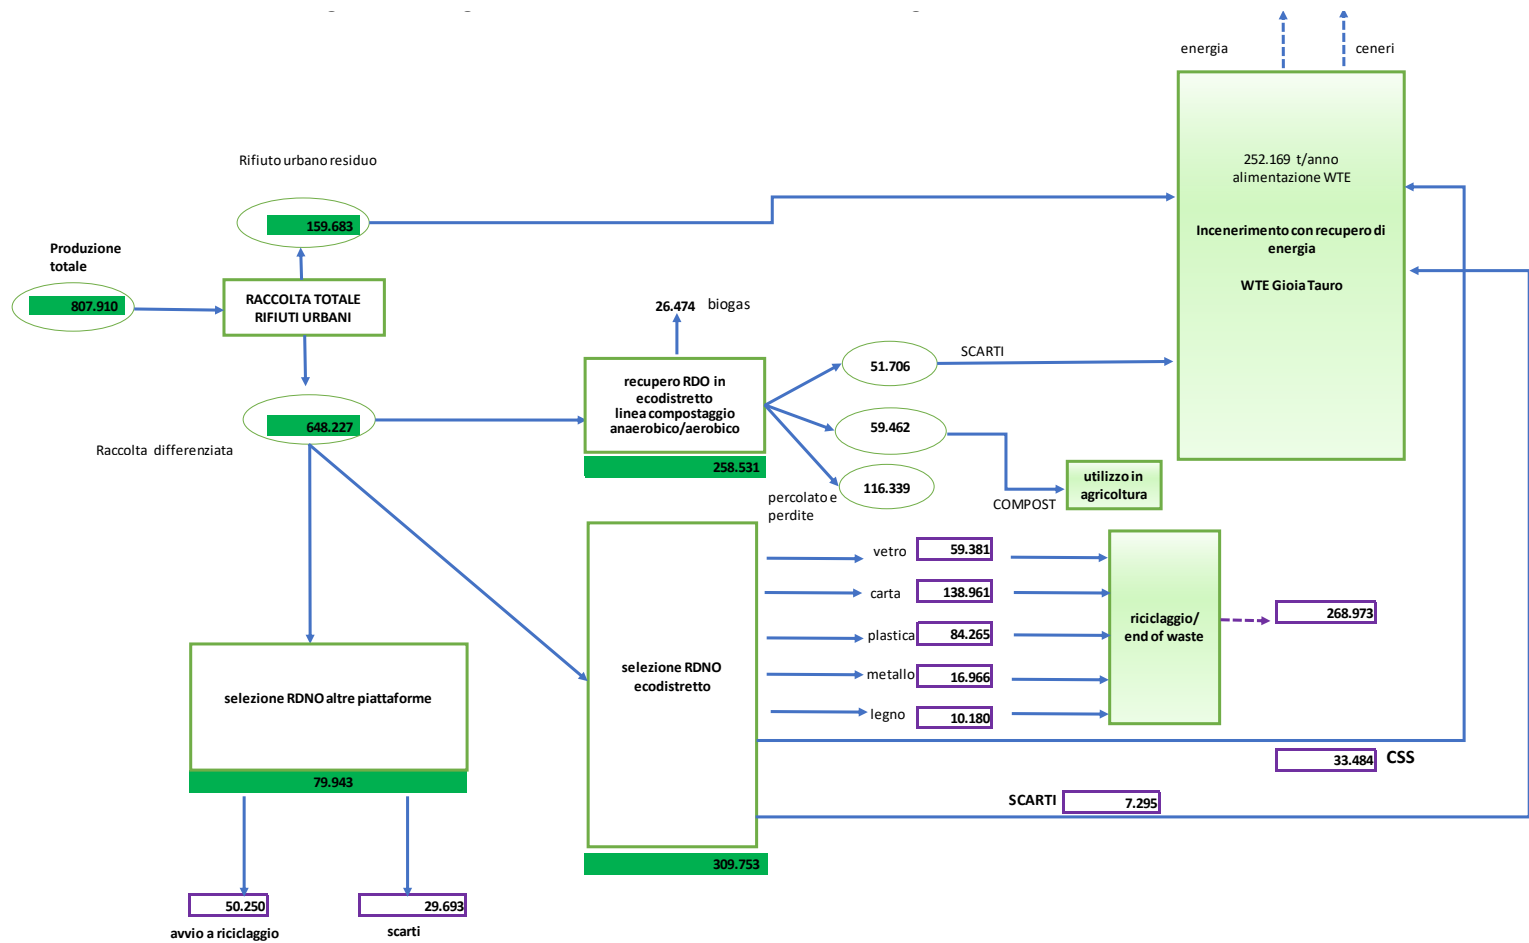 energia
ceneri
252.169 t/anno
alimentazione WTE
Incenerimento con recupero di
energia
WTE Gioia Tauro
Rifiuto urbano residuo
159.683
Produzione
totale
807.910
RACCOLTA TOTALE
RIFIUTI URBANI
26.474 biogas
648.227
Raccolta differenziata
recupero RDO in
ecodistretto
linea compostaggio
anaerobico/aerobico
258.531
51.706
SCARTI
59.462
116.339
percolato e
perdite
COMPOST
utilizzo in
agricoltura
vetro 59.381
carta 138.961
plastica 84.265
metallo 16.966
legno 10.180
riciclaggio/
end of waste
268.973
selezione RDNO
ecodistretto
309.753
33.484 CSS
SCARTI 7.295
selezione RDNO altre piattaforme
79.943
50.250
avvio a riciclaggio
29.693
scarti